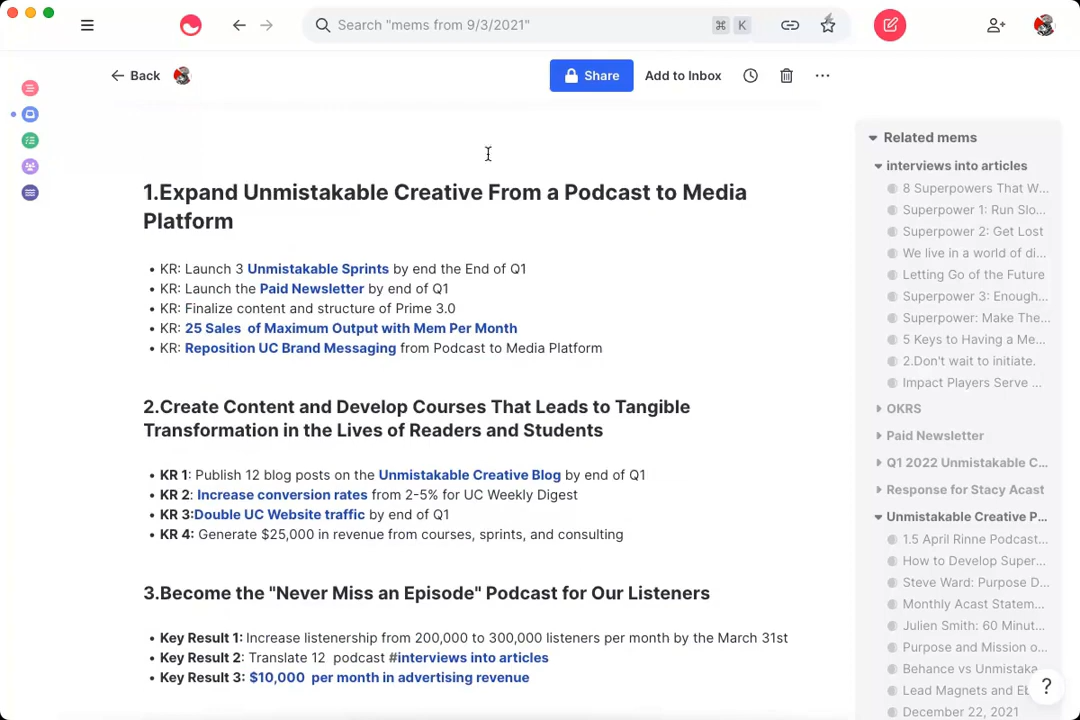 Search "mems from 9/3/2021"
⌘ K
Back
Share
Add to Inbox
1.Expand Unmistakable Creative From a Podcast to Media
Platform
• KR: Launch 3 Unmistakable Sprints by end the End of Q1
• KR: Launch the Paid Newsletter by end of Q1
• KR: Finalize content and structure of Prime 3.0
• KR: 25 Sales of Maximum Output with Mem Per Month
• KR: Reposition UC Brand Messaging from Podcast to Media Platform
2.Create Content and Develop Courses That Leads to Tangible
Transformation in the Lives of Readers and Students
• KR 1: Publish 12 blog posts on the Unmistakable Creative Blog by end of Q1
• KR 2: Increase conversion rates from 2-5% for UC Weekly Digest
• KR 3:Double UC Website traffic by end of Q1
• KR 4: Generate $25,000 in revenue from courses, sprints, and consulting
3.Become the "Never Miss an Episode" Podcast for Our Listeners
• Key Result 1: Increase listenership from 200,000 to 300,000 listeners per month by the March 31st
• Key Result 2: Translate 12 podcast #interviews into articles
• Key Result 3: $10,000 per month in advertising revenue
Related mems
interviews into articles
8 Superpowers That W...
Superpower 1: Run Slo...
Superpower 2: Get Lost
We live in a world of di...
Letting Go of the Future
Superpower 3: Enough...
Superpower: Make The...
5 Keys to Having a Me...
2.Don't wait to initiate.
Impact Players Serve ...
OKRS
Paid Newsletter
Q1 2022 Unmistakable C...
Response for Stacy Acast
Unmistakable Creative P...
1.5 April Rinne Podcast...
How to Develop Super...
Steve Ward: Purpose D...
Monthly Acast Statem...
Julien Smith: 60 Minut...
Purpose and Mission o...
Behance vs Unmistaka
Lead Magnets and Eb
December 22, 2021
?